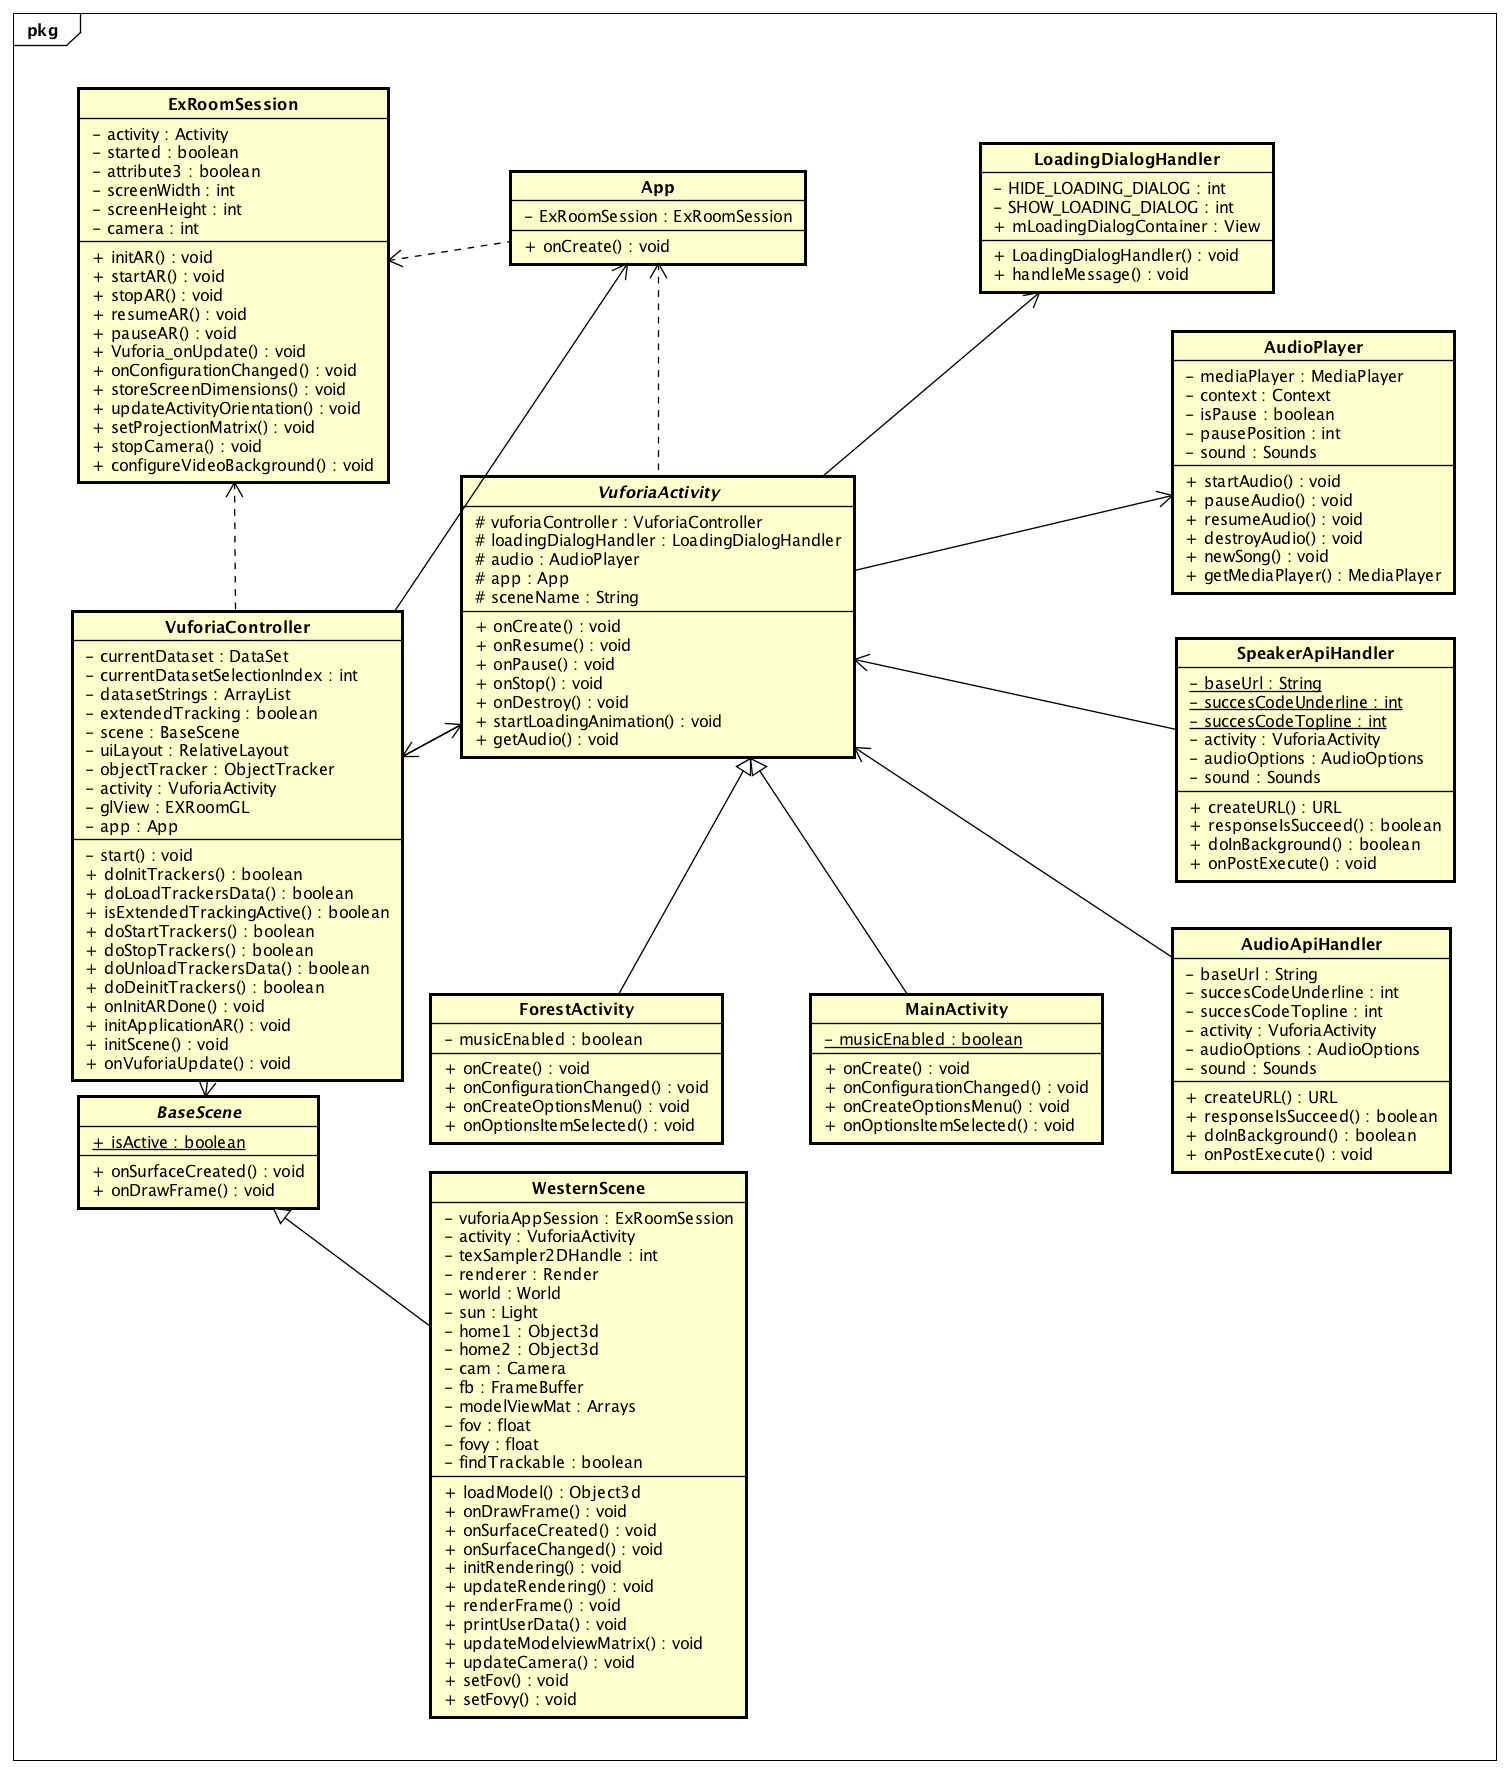 pkg
ExRoomSession
– activity : Activity
– started : boolean
– attribute3 : boolean
– screenWidth : int
– screenHeight : int
– camera : int
+ initAR() : void
+ startAR() : void
+ stopAR() : void
+ resumeAR() : void
+ pauseAR() : void
+ Vuforia_onUpdate() : void
+ onConfigurationChanged() : void
+ storeScreenDimensions() : void
+ updateActivityOrientation() : void
+ setProjectionMatrix() : void
+ stopCamera() : void
+ configureVideoBackground() : void
App
– ExRoomSession : ExRoomSession
+ onCreate() : void
LoadingDialogHandler
– HIDE_LOADING_DIALOG : int
– SHOW_LOADING_DIALOG : int
+ mLoadingDialogContainer : View
+ LoadingDialogHandler() : void
+ handleMessage() : void
AudioPlayer
– mediaPlayer : MediaPlayer
– context : Context
– isPause : boolean
– pausePosition : int
– sound : Sounds
+ startAudio() : void
+ pauseAudio() : void
+ resumeAudio() : void
+ destroyAudio() : void
+ newSong() : void
+ getMediaPlayer() : MediaPlayer
VuforiaActivity
# vuforiaController : VuforiaController
# loadingDialogHandler : LoadingDialogHandler
# audio : AudioPlayer
# app : App
# sceneName : String
+ onCreate() : void
+ onResume() : void
+ onPause() : void
+ onStop() : void
+ onDestroy() : void
+ startLoadingAnimation() : void
+ getAudio() : void
VuforiaController
– currentDataset : DataSet
– currentDatasetSelectionIndex : int
– datasetStrings : ArrayList
– extendedTracking : boolean
– scene : BaseScene
– uiLayout : RelativeLayout
– objectTracker : ObjectTracker
– activity : VuforiaActivity
– glView : EXRoomGL
– app : App
– start() : void
+ doInitTrackers() : boolean
+ doLoadTrackersData() : boolean
+ isExtendedTrackingActive() : boolean
+ doStartTrackers() : boolean
+ doStopTrackers() : boolean
+ doUnloadTrackersData() : boolean
+ doDeinitTrackers() : boolean
+ onInitARDone() : void
+ initApplicationAR() : void
+ initScene() : void
+ onVuforiaUpdate() : void
SpeakerApiHandler
– baseUrl : String
– succesCodeUnderline : int
– succesCodeTopline : int
– activity : VuforiaActivity
– audioOptions : AudioOptions
– sound : Sounds
+ createURL() : URL
+ responseIsSucceed() : boolean
+ doInBackground() : boolean
+ onPostExecute() : void
AudioApiHandler
– baseUrl : String
– succesCodeUnderline : int
– succesCodeTopline : int
– activity : VuforiaActivity
– audioOptions : AudioOptions
– sound : Sounds
+ createURL() : URL
+ responseIsSucceed() : boolean
+ doInBackground() : boolean
+ onPostExecute() : void
ForestActivity
– musicEnabled : boolean
+ onCreate() : void
+ onConfigurationChanged() : void
+ onCreateOptionsMenu() : void
+ onOptionsItemSelected() : void
MainActivity
– musicEnabled : boolean
+ onCreate() : void
+ onConfigurationChanged() : void
+ onCreateOptionsMenu() : void
+ onOptionsItemSelected() : void
BaseScene
+ isActive : boolean
+ onSurfaceCreated() : void
+ onDrawFrame() : void
WesternScene
– vuforiaAppSession : ExRoomSession
– activity : VuforiaActivity
– texSampler2DHandle : int
– renderer : Render
– world : World
– sun : Light
– home1 : Object3d
– home2 : Object3d
– cam : Camera
– fb : FrameBuffer
– modelViewMat : Arrays
– fov : float
– fovy : float
– findTrackable : boolean
+ loadModel() : Object3d
+ onDrawFrame() : void
+ onSurfaceCreated() : void
+ onSurfaceChanged() : void
+ initRendering() : void
+ updateRendering() : void
+ renderFrame() : void
+ printUserData() : void
+ updateModelviewMatrix() : void
+ updateCamera() : void
+ setFov() : void
+ setFovy() : void